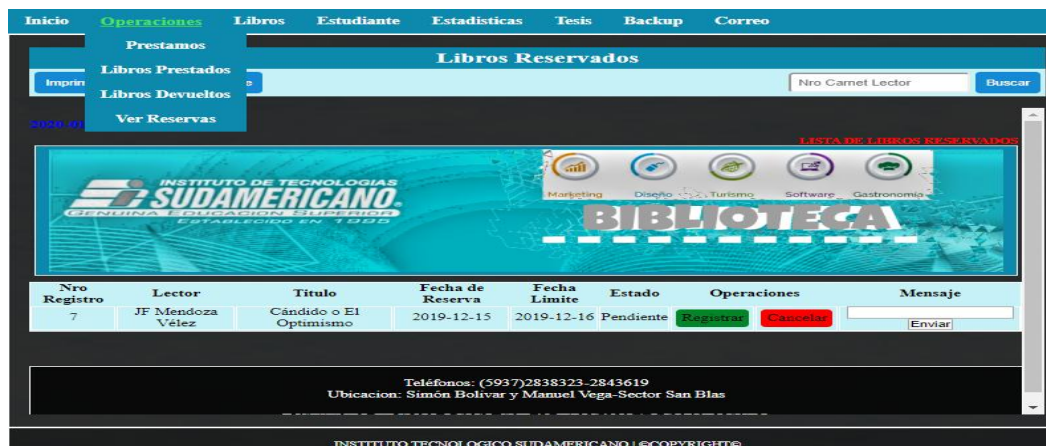 Inicio Operaciones Libros Estudiante Estadisticas Tesis Backup Correo
Prestamos
Libros Prestados
Libros Devueltos
Ver Reservas
Libros Reservados
Nro Carnet Lector Buscar
LISTA DE LIBROS RESERVADOS
INSTITUTO DE TECNOLOGIAS
SUDAMERICANO.
GENUINA EDUCACION SUPERIOR
ESTABLECIDO EN 1995
Marketing Diseño Turismo Software Gastronomía
BIBLIOTECA
Nro Registro Lector Titulo Fecha de Reserva Fecha Limite Estado Operaciones Mensaje
7 JF Mendoza Vélez Cándido o El Optimismo 2019-12-15 2019-12-16 Pendiente Registrar Cancelar
Enviar
Teléfonos: (5937)2838323-2843619
Ubicacion: Simón Bolivar y Manuel Vega-Sector San Blas
INSTITUTO TECNOLOGICO SUDAMERICANO | ©COPYRIGHT©